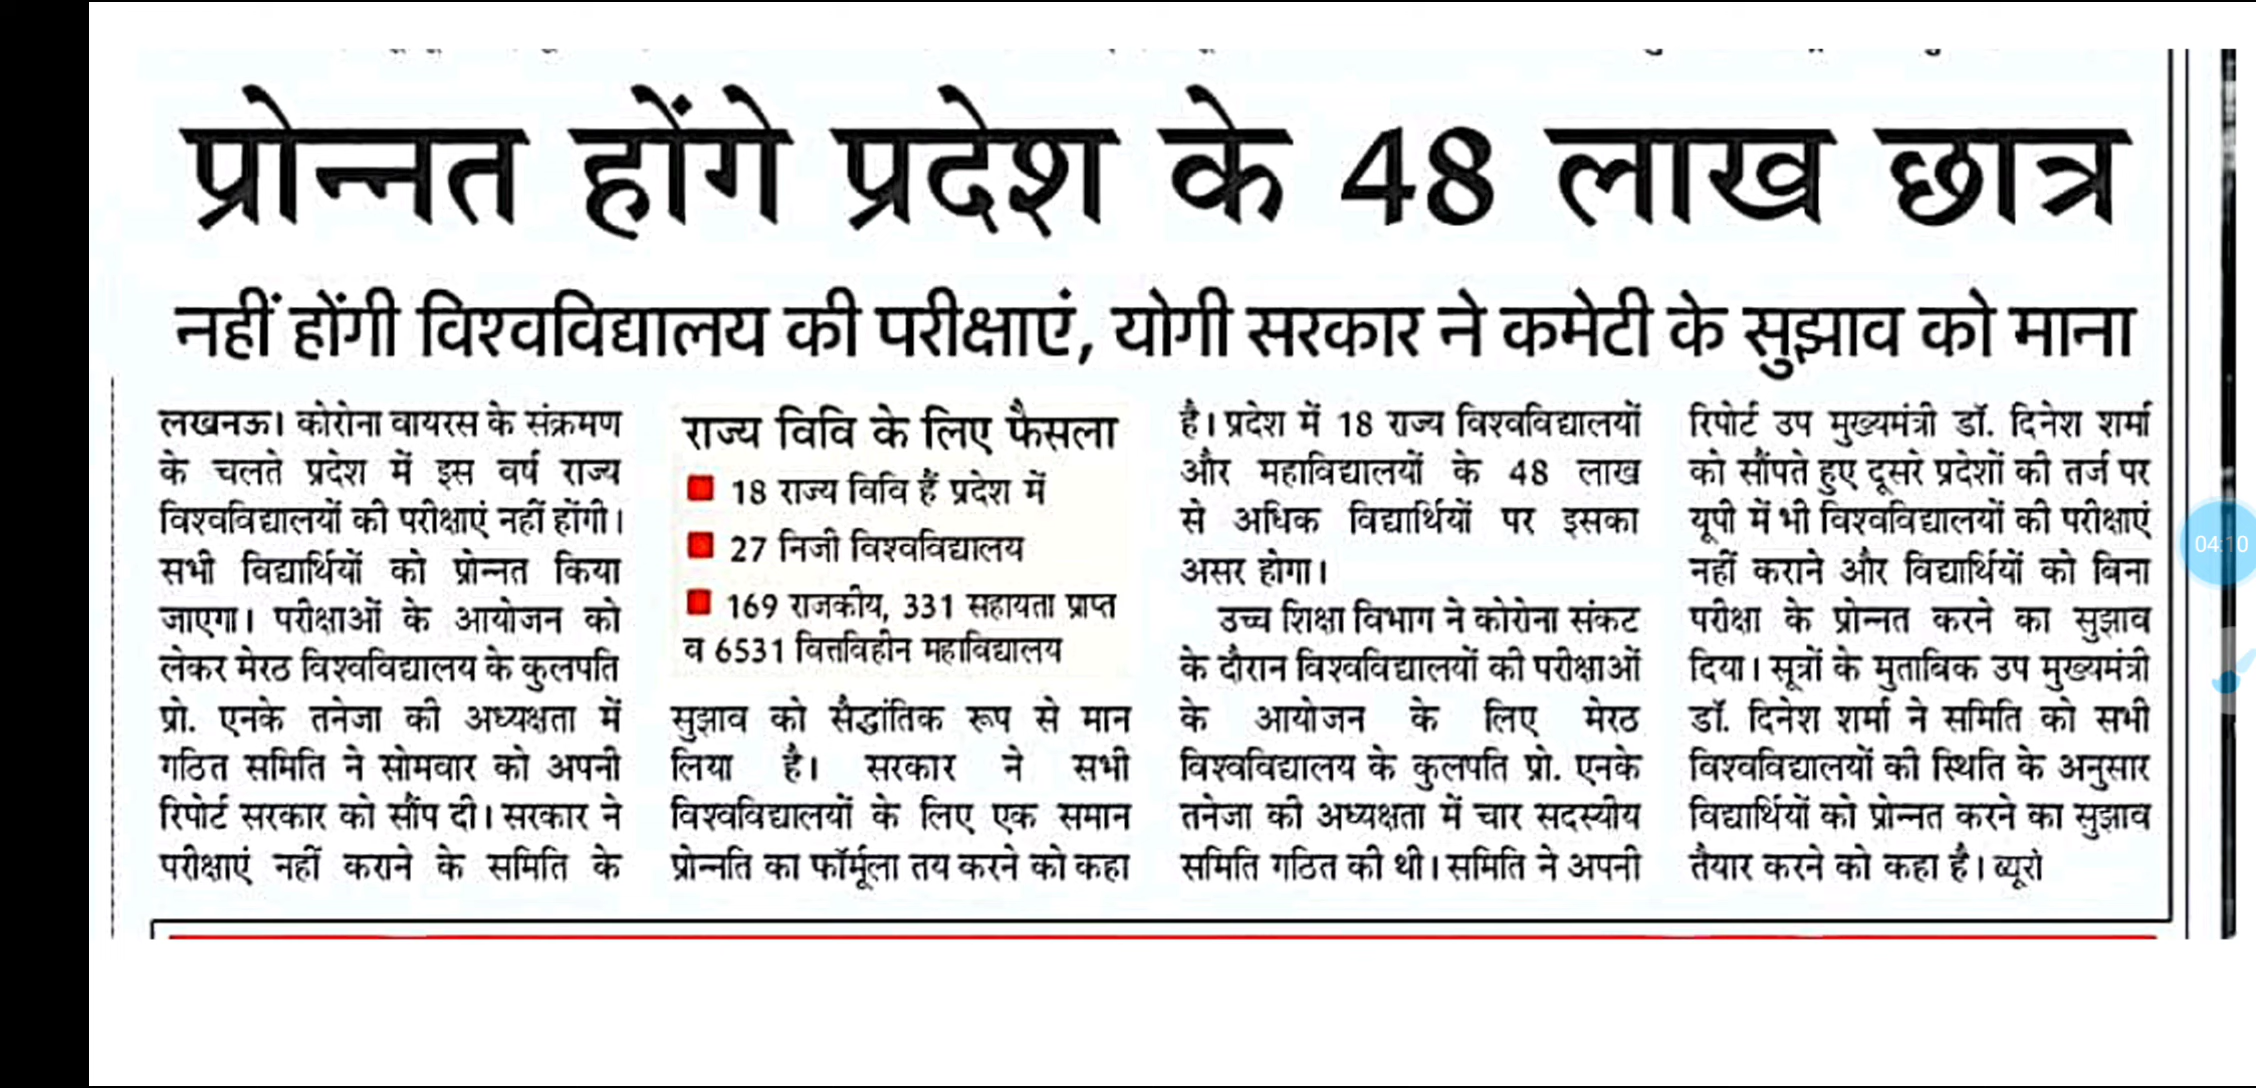 प्रोन्नत होंगे प्रदेश के 48 लाख छात्र
नहीं होंगी विश्वविद्यालय की परीक्षाएं, योगी सरकार ने कमेटी के सुझाव को माना
लखनऊ। कोरोना वायरस के संक्रमण
के चलते प्रदेश में इस वर्ष राज्य
विश्वविद्यालयों की परीक्षाएं नहीं होंगी।
सभी विद्यार्थियों को प्रोन्नत किया
जाएगा। परीक्षाओं के आयोजन को
लेकर मेरठ विश्वविद्यालय के कुलपति
प्रो. एनके तनेजा की अध्यक्षता में
गठित समिति ने सोमवार को अपनी
रिपोर्ट सरकार को सौंप दी। सरकार ने
परीक्षाएं नहीं कराने के समिति के
राज्य विवि के लिए फैसला
18 राज्य विवि हैं प्रदेश में
27 निजी विश्वविद्यालय
169 राजकीय, 331 सहायता प्राप्त
व 6531 वित्तविहीन महाविद्यालय
सुझाव को सैद्धांतिक रूप से मान
लिया है। सरकार ने सभी
विश्वविद्यालयों के लिए एक समान
प्रोन्नति का फॉर्मूला तय करने को कहा
है। प्रदेश में 18 राज्य विश्वविद्यालयों
और महाविद्यालयों के 48 लाख
से अधिक विद्यार्थियों पर इसका
असर होगा।
उच्च शिक्षा विभाग ने कोरोना संकट
के दौरान विश्वविद्यालयों की परीक्षाओं
के आयोजन के लिए मेरठ
विश्वविद्यालय के कुलपति प्रो. एनके
तनेजा की अध्यक्षता में चार सदस्यीय
समिति गठित की थी। समिति ने अपनी
रिपोर्ट उप मुख्यमंत्री डॉ. दिनेश शर्मा
को सौंपते हुए दूसरे प्रदेशों की तर्ज पर
यूपी में भी विश्वविद्यालयों की परीक्षाएं
नहीं कराने और विद्यार्थियों को बिना
परीक्षा के प्रोन्नत करने का सुझाव
दिया। सूत्रों के मुताबिक उप मुख्यमंत्री
डॉ. दिनेश शर्मा ने समिति को सभी
विश्वविद्यालयों की स्थिति के अनुसार
विद्यार्थियों को प्रोन्नत करने का सुझाव
तैयार करने को कहा है। ब्यूरो
04:10